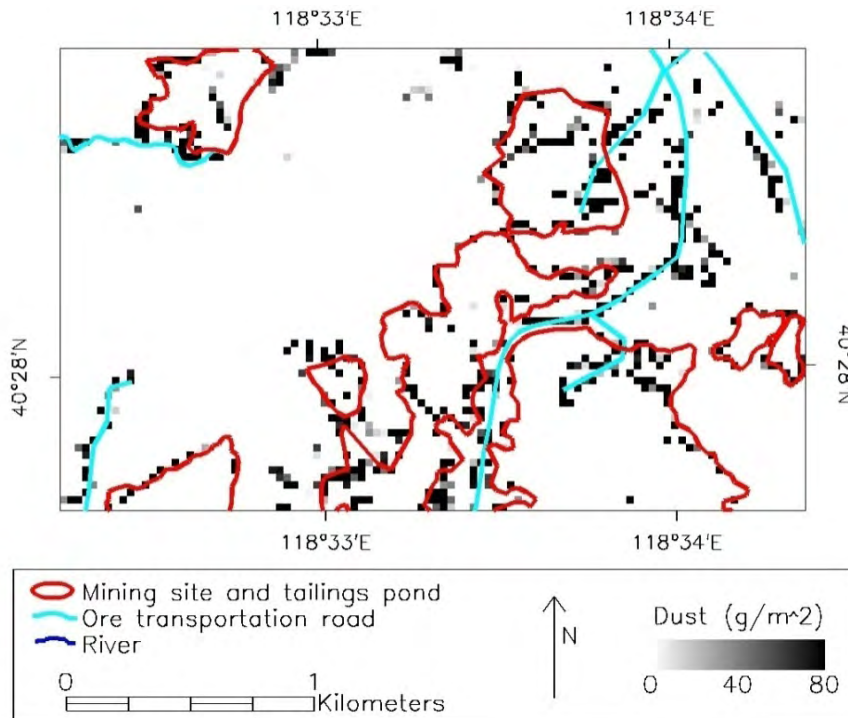 118°33′E 118°34′E
40°28′N
40°28′N
118°33′E 118°34′E
Mining site and tailings pond
Ore transportation road
River
0 1
Kilometers
N
Dust (g/m^2)
0 40 80